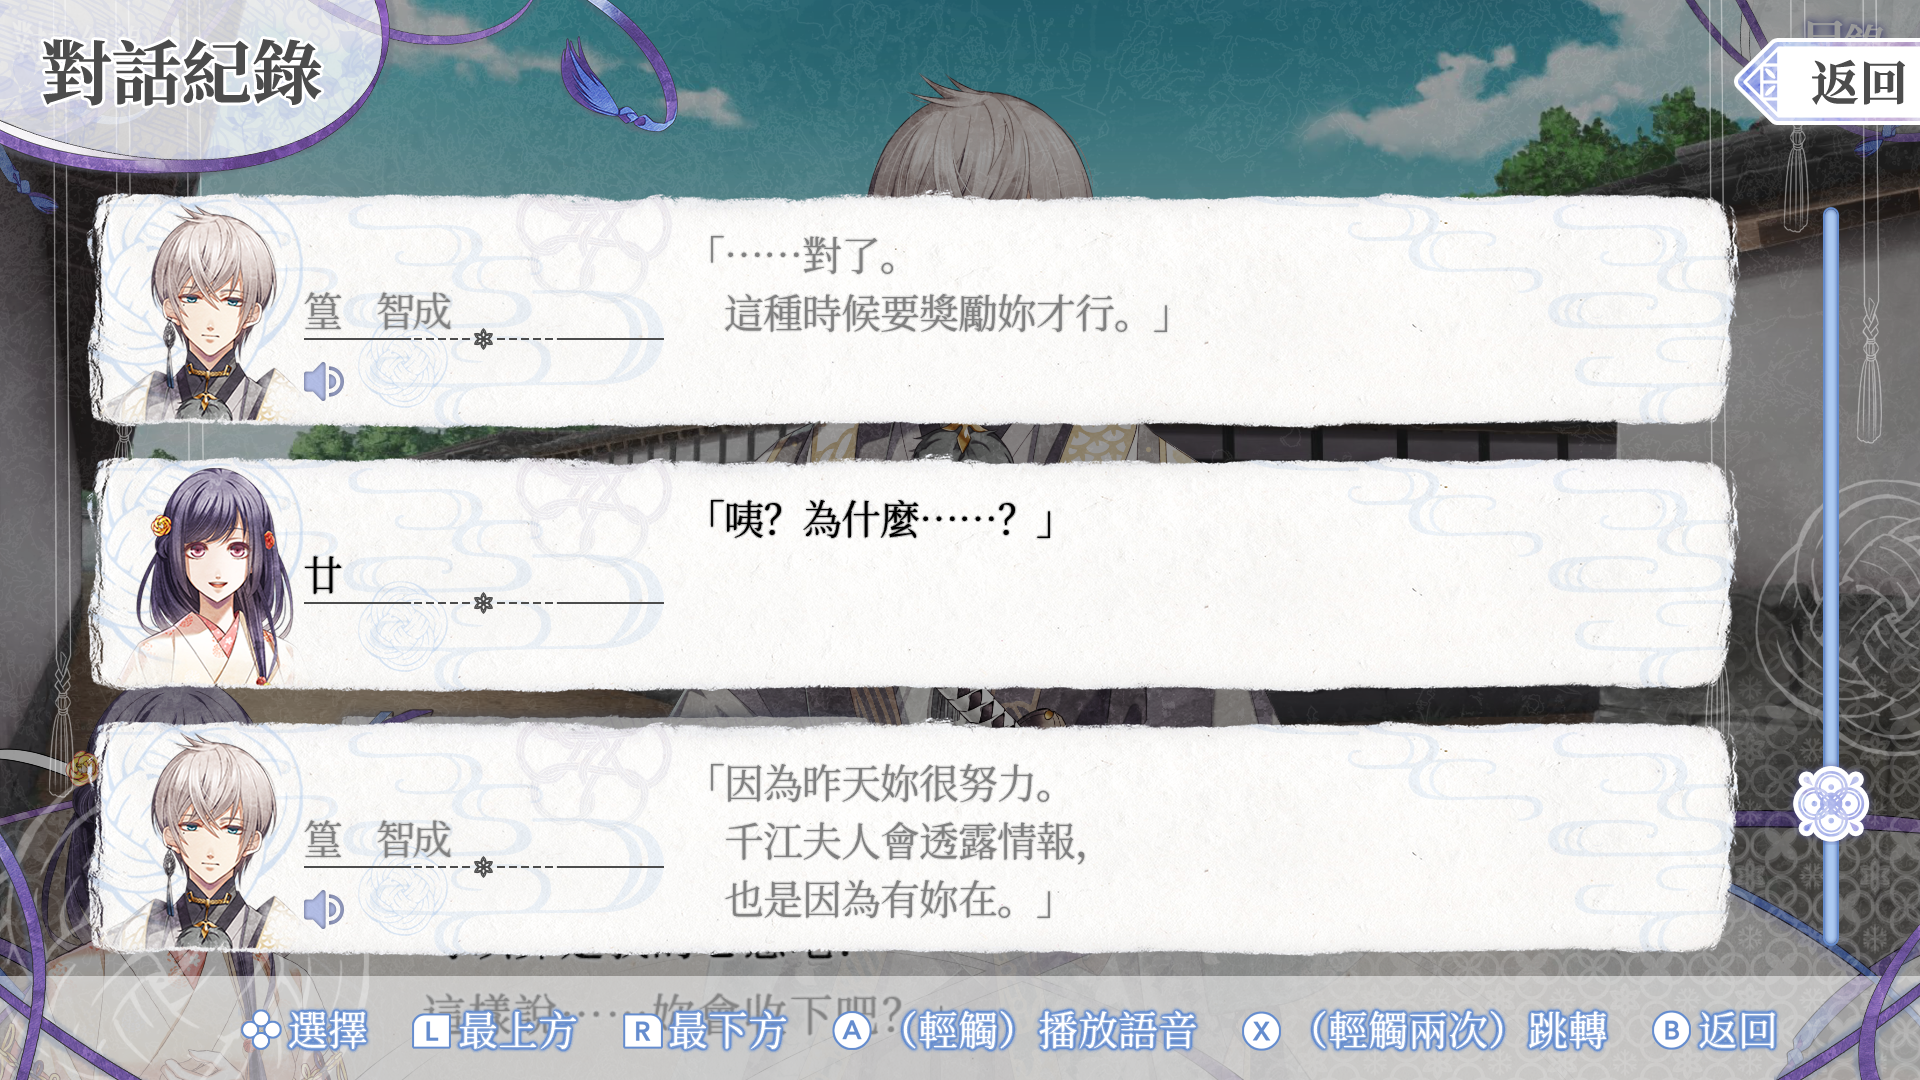 對話紀錄
返回
「……對了。
篁　智成
這種時候要獎勵妳才行。」
「咦？為什麼……？」
廿
「因為昨天妳很努力。
篁　智成
千江夫人會透露情報，
也是因為有妳在。」
這樣說……妳會收下吧？
選擇
L 最上方
R 最下方
A （輕觸）播放語音
X （輕觸兩次）跳轉
B 返回